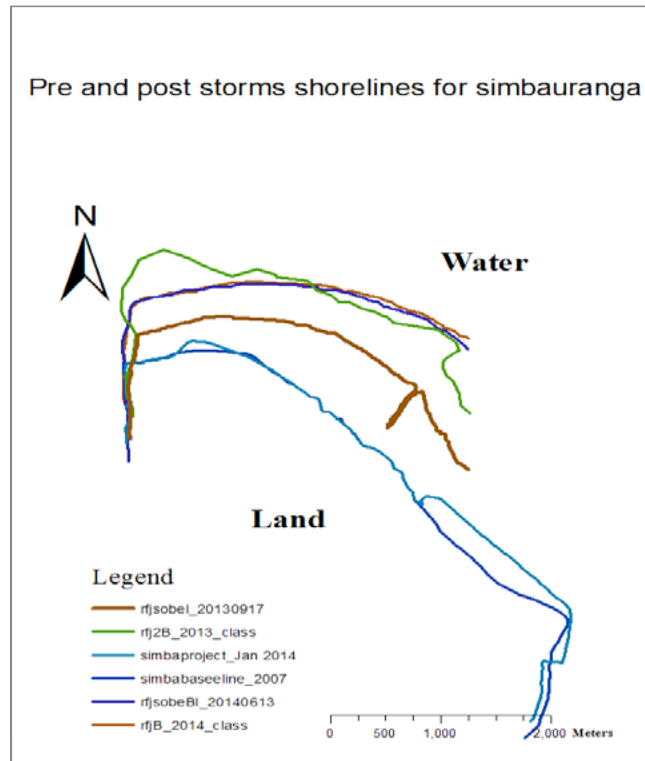 Pre and post storms shorelines for simbauranga
N
Water
Land
Legend
rfjsobel_20130917
rfj2B_2013_class
simbaproject_Jan 2014
simbabaseeline_2007
rfjsobeBl_20140613
rfjB_2014_class
0 500 1,000 2,000 Meters